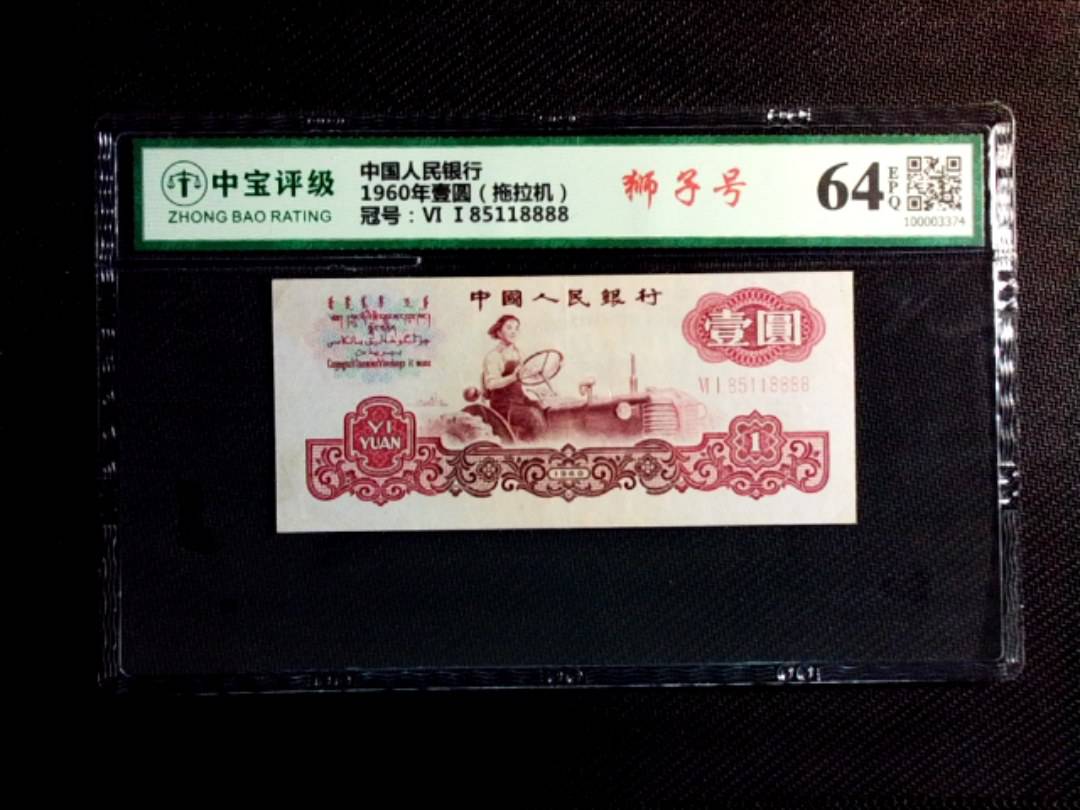 中宝评级
ZHONG BAO RATING
中国人民银行
1960年壹圆（拖拉机）
冠号：VI I 85118888
狮子号
64
EPQ
100003374
中國人民銀行
壹圓
VI I 85118888
YI
YUAN
1960
1